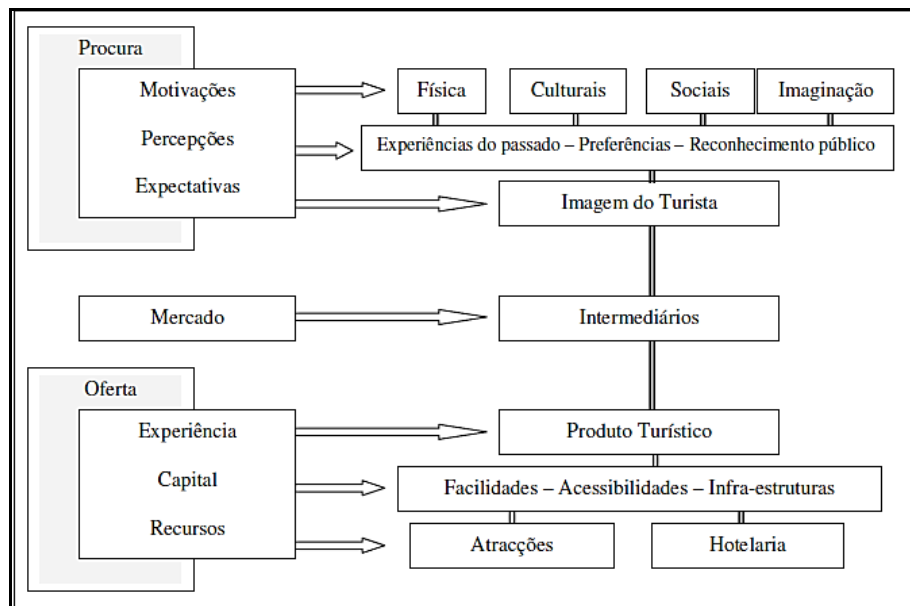 Procura
Motivações
Física
Culturais
Sociais
Imaginação
Percepções
Experiências do passado – Preferências – Reconhecimento público
Expectativas
Imagem do Turista
Mercado
Intermediários
Oferta
Experiência
Produto Turístico
Capital
Facilidades – Acessibilidades – Infra-estruturas
Recursos
Atracções
Hotelaria